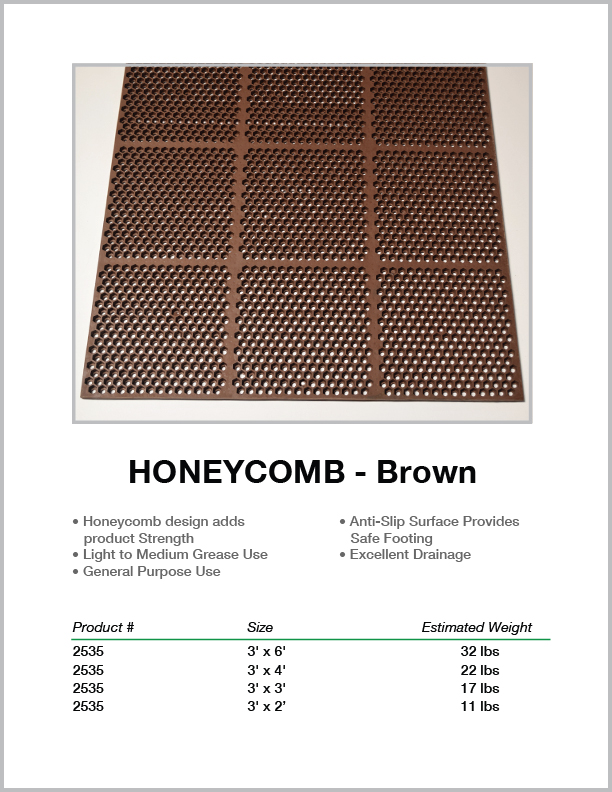 HONEYCOMB - Brown
• Honeycomb design adds
product Strength
• Light to Medium Grease Use
• General Purpose Use
• Anti-Slip Surface Provides
Safe Footing
• Excellent Drainage
Product # Size Estimated Weight
2535 3' x 6' 32 lbs
2535 3' x 4' 22 lbs
2535 3' x 3' 17 lbs
2535 3' x 2’ 11 lbs